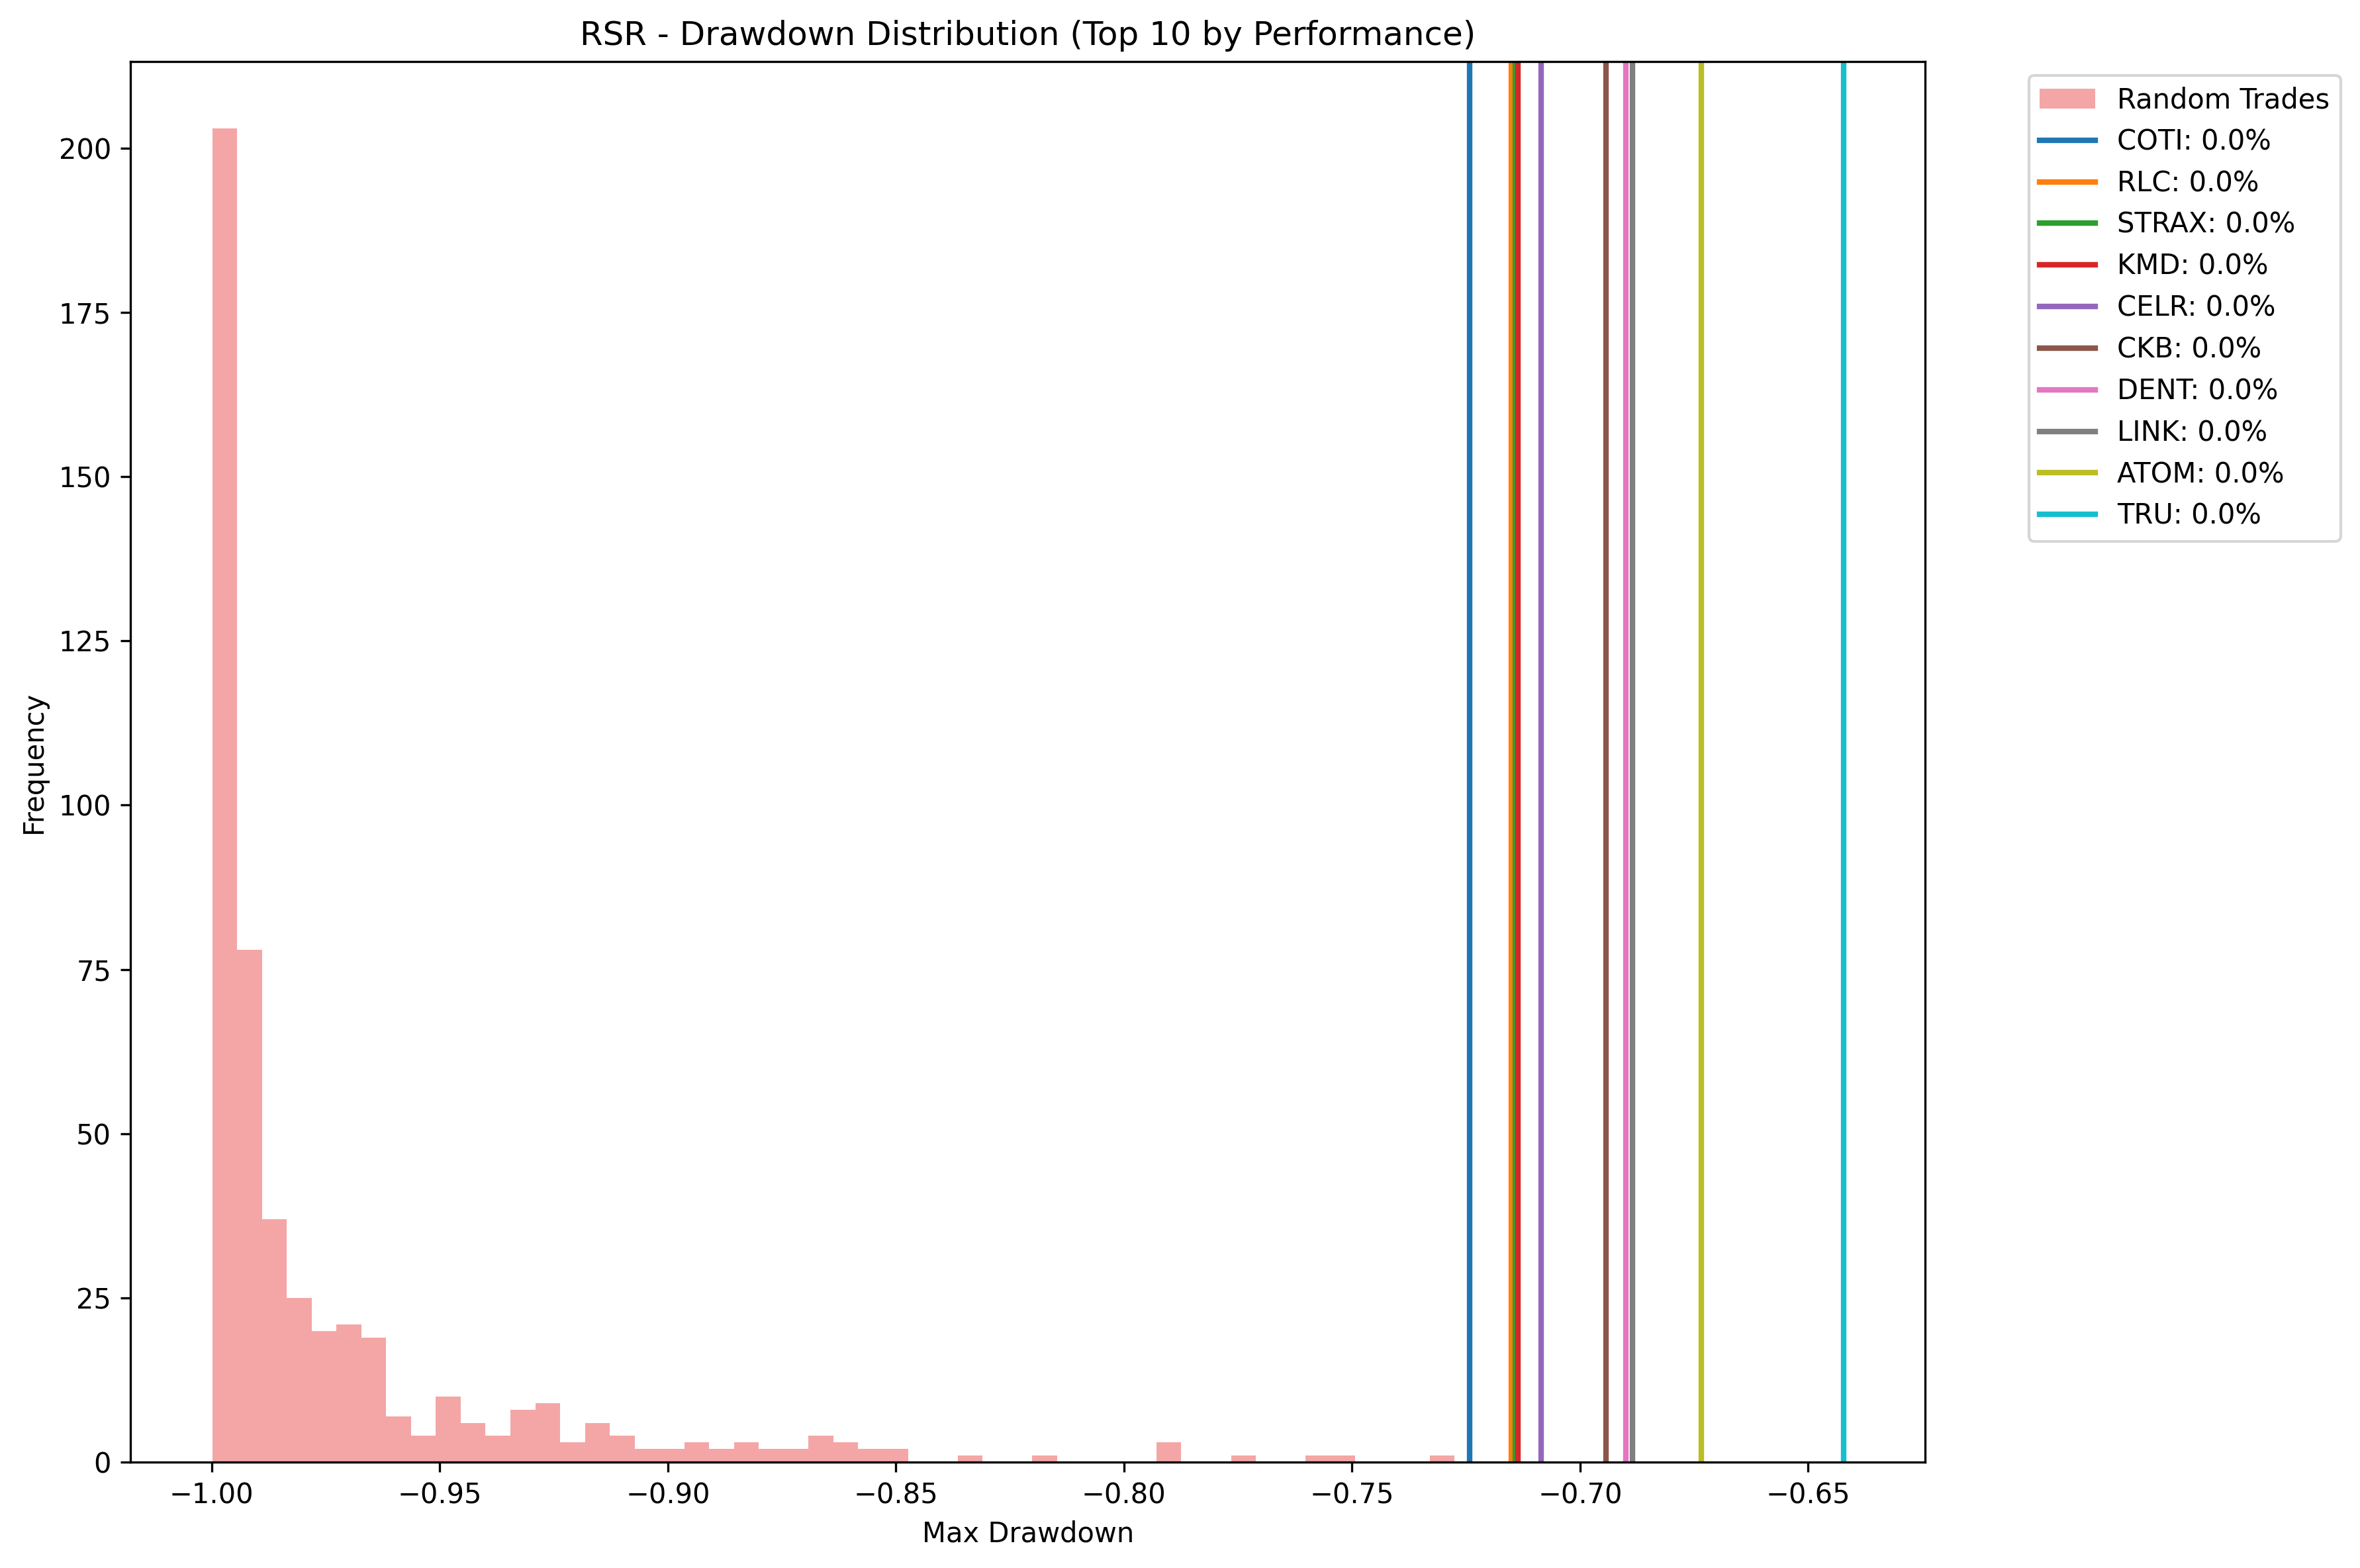 RSR - Drawdown Distribution (Top 10 by Performance)
Random Trades
COTI: 0.0%
RLC: 0.0%
STRAX: 0.0%
KMD: 0.0%
CELR: 0.0%
CKB: 0.0%
DENT: 0.0%
LINK: 0.0%
ATOM: 0.0%
TRU: 0.0%
Frequency
200
175
150
125
100
75
50
25
0
−1.00 −0.95 −0.90 −0.85 −0.80 −0.75 −0.70 −0.65
Max Drawdown